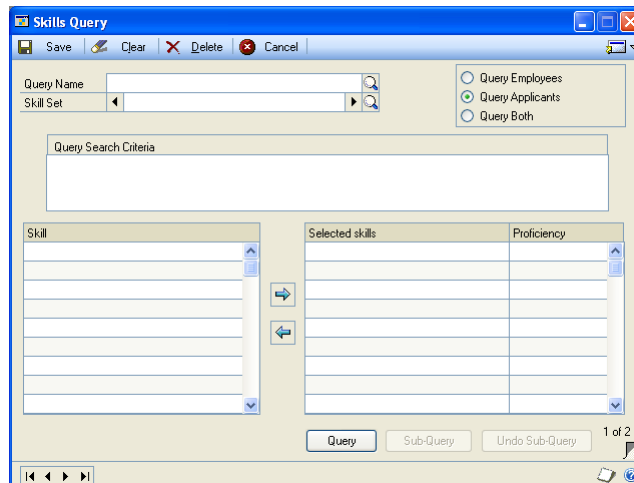 Skills Query
Save Clear Delete Cancel
Query Name
Skill Set
Query Employees
Query Applicants
Query Both
Query Search Criteria
Skill
Selected skills Proficiency
Query Sub-Query Undo Sub-Query 1 of 2